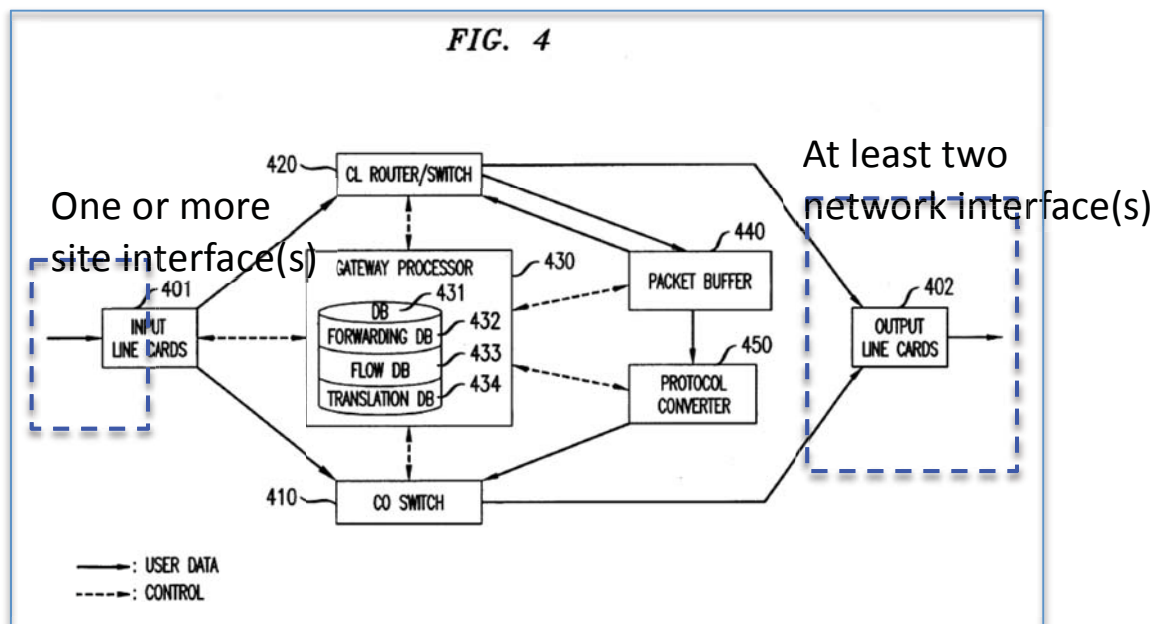 FIG. 4
At least two
network interface(s)
One or more
site interface(s)
420
CL ROUTER/SWITCH
440
PACKET BUFFER
GATEWAY PROCESSOR
430
401
INPUT
LINE CARDS
DB
431
FORWARDING DB
432
FLOW DB
433
TRANSLATION DB
434
402
OUTPUT
LINE CARDS
450
PROTOCOL
CONVERTER
410
CO SWITCH
: USER DATA
: CONTROL